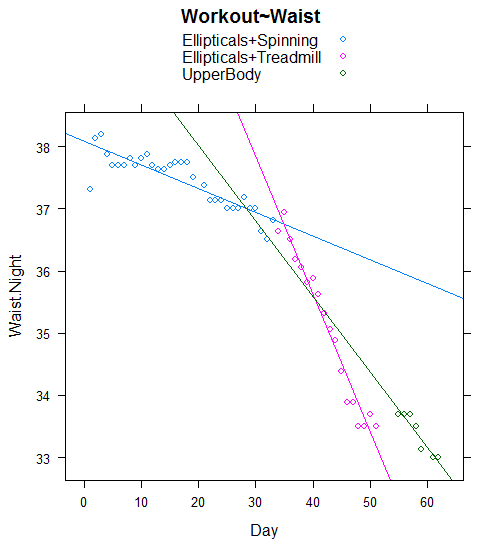 Workout~Waist
Ellipticals+Spinning
Ellipticals+Treadmill
UpperBody
38
37
36
35
34
33
Waist.Night
0 10 20 30 40 50 60
Day